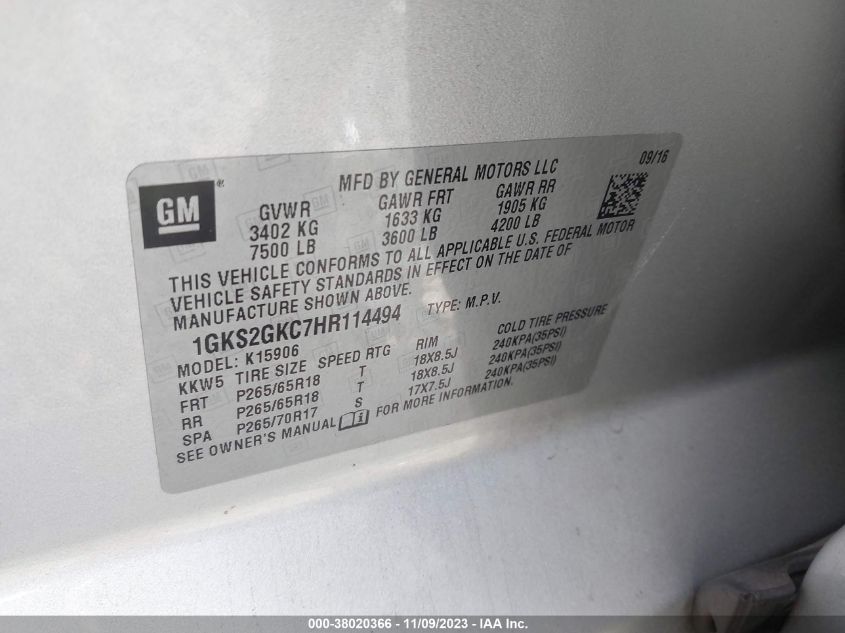 GM
®
MFD BY GENERAL MOTORS LLC
09/16
GVWR GAWR FRT GAWR RR
3402 KG 1633 KG 1905 KG
7500 LB 3600 LB 4200 LB
THIS VEHICLE CONFORMS TO ALL APPLICABLE U.S. FEDERAL MOTOR
VEHICLE SAFETY STANDARDS IN EFFECT ON THE DATE OF
MANUFACTURE SHOWN ABOVE.
1GKS2GKC7HR114494 TYPE: M.P.V.
MODEL: K15906
KKW5 TIRE SIZE SPEED RTG RIM COLD TIRE PRESSURE
FRT P265/65R18 T 18X8.5J 240KPA(35PSI)
RR P265/65R18 T 18X8.5J 240KPA(35PSI)
SPA P265/70R17 S 17X7.5J 240KPA(35PSI)
SEE OWNER'S MANUAL i FOR MORE INFORMATION.
000-38020366 - 11/09/2023 - IAA Inc.